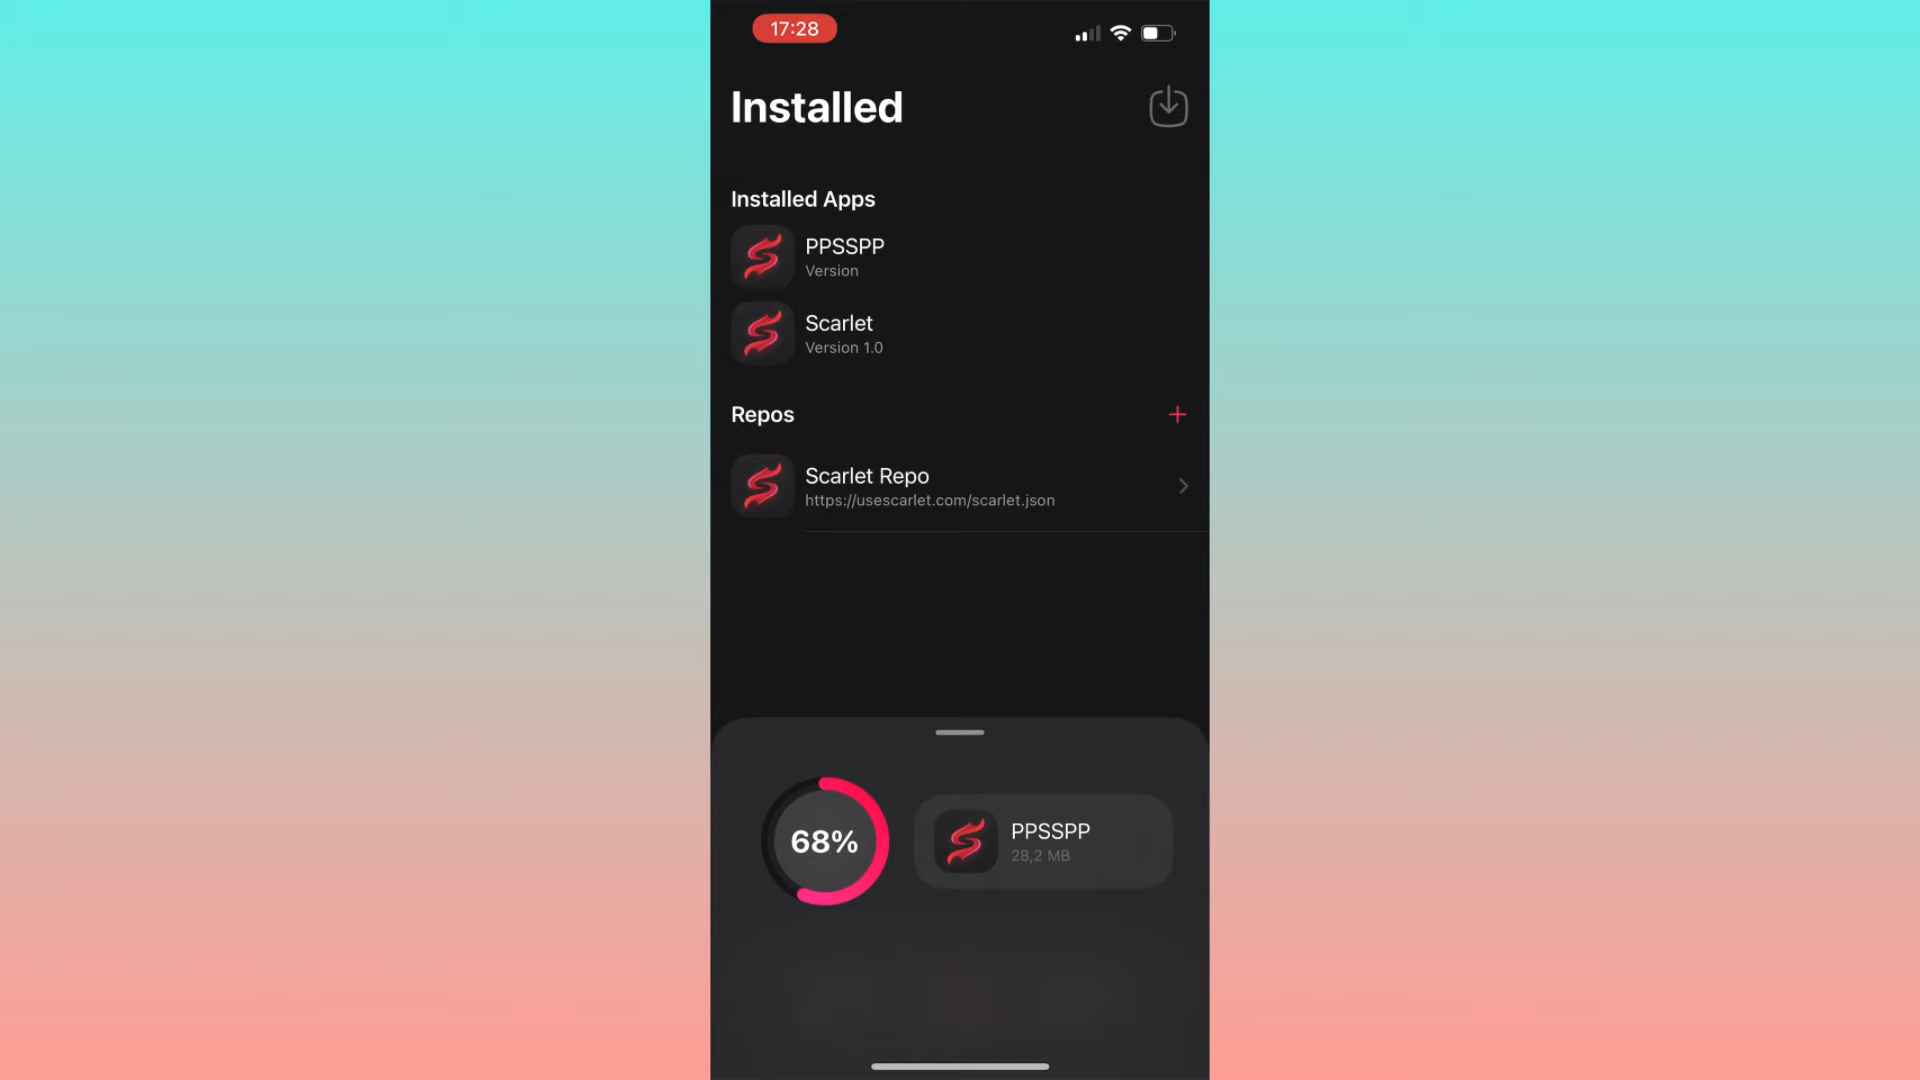 17:28
Installed
Installed Apps
PPSSPP
Version
Scarlet
Version 1.0
Repos
Scarlet Repo
https://usescarlet.com/scarlet.json
68%
PPSSPP
28,2 MB